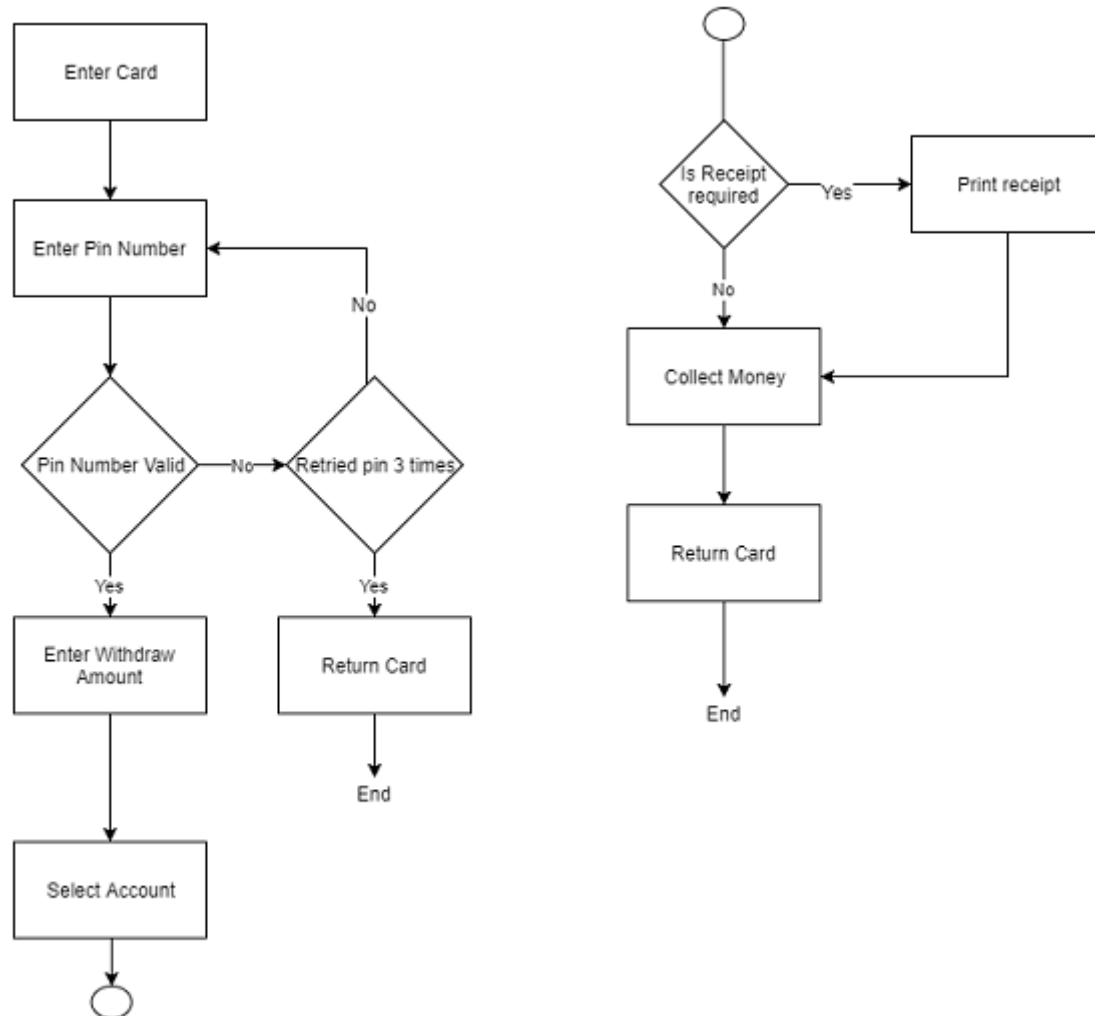 Enter Card
Enter Pin Number
No
Pin Number Valid
No
Retried pin 3 times
Yes
Yes
Enter Withdraw
Amount
Return Card
End
Select Account
Is Receipt
required
Yes
Print receipt
No
Collect Money
Return Card
End